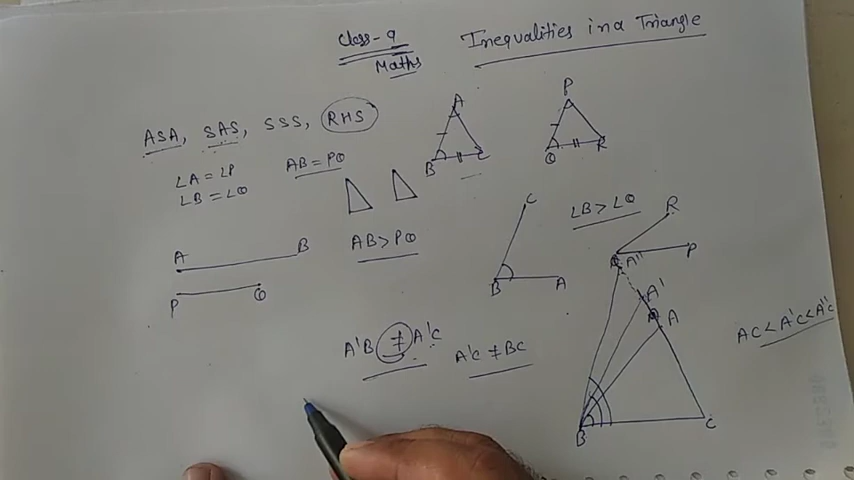 Class-9
Maths
Inequalities in a Triangle
ASA, SAS, SSS, RHS
∠A = ∠P
∠B = ∠Q
AB = PQ
A
B
C
P
Q
R
A
B
P
Q
AB > PQ
C
B
A
∠B > ∠Q
R
A"
P
A'
A
B
C
A'B ≠ A'C
A'C ≠ BC
AC < A'C < A"C